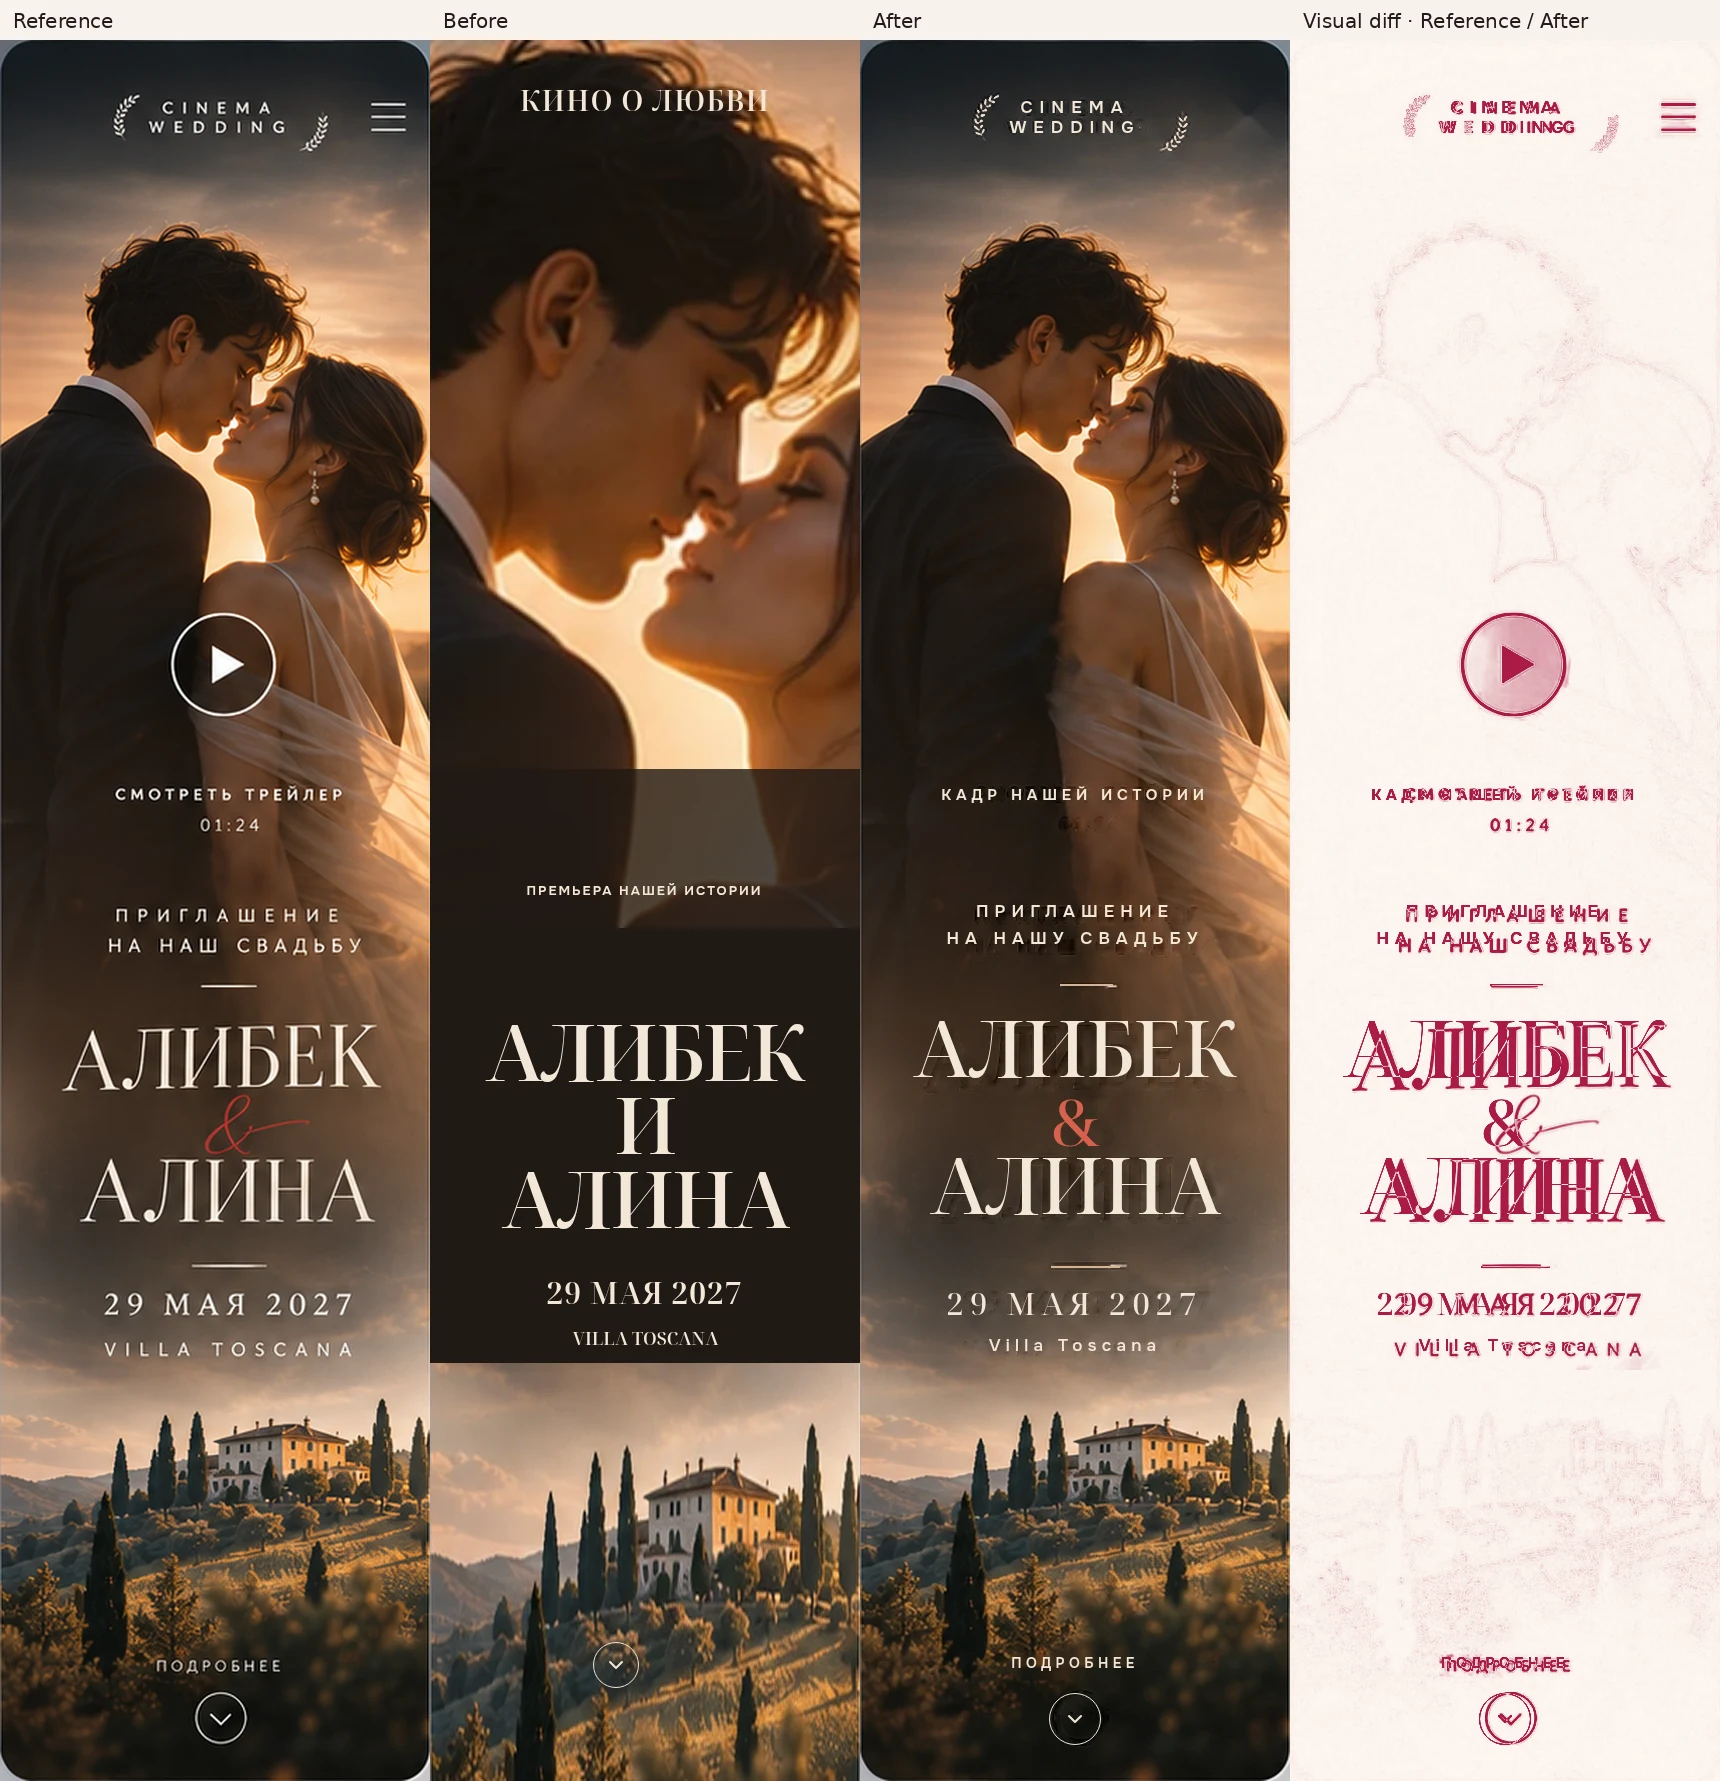 Reference
Before
After
Visual diff · Reference / After
CINEMA
WEDDING
СМОТРЕТЬ ТРЕЙЛЕР
01:24
ПРИГЛАШЕНИЕ
НА НАШ СВАДЬБУ
АЛИБЕК
&
АЛИНА
29 МАЯ 2027
VILLA TOSCANA
ПОДРОБНЕЕ
КИНО О ЛЮБВИ
ПРЕМЬЕРА НАШЕЙ ИСТОРИИ
АЛИБЕК
И
АЛИНА
29 МАЯ 2027
VILLA TOSCANA
CINEMA
WEDDING
КАДР НАШЕЙ ИСТОРИИ
ПРИГЛАШЕНИЕ
НА НАШУ СВАДЬБУ
АЛИБЕК
&
АЛИНА
29 МАЯ 2027
Villa Toscana
ПОДРОБНЕЕ
01:24